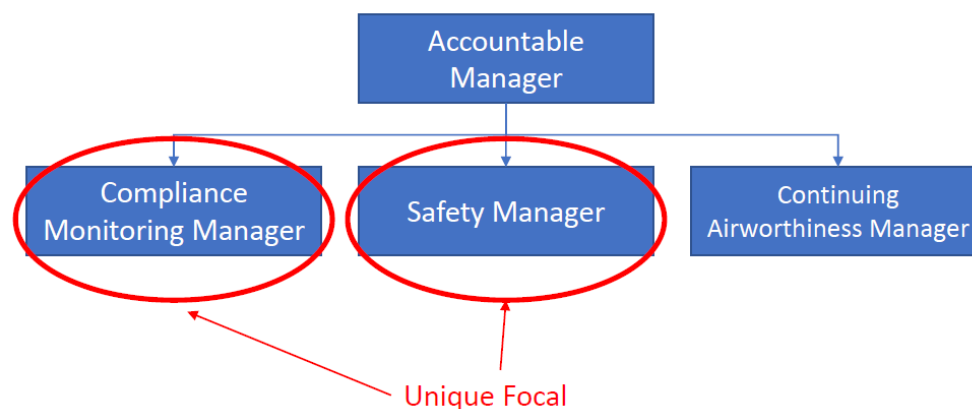 Accountable
Manager
Compliance
Monitoring Manager
Safety Manager
Continuing
Airworthiness Manager
Unique Focal